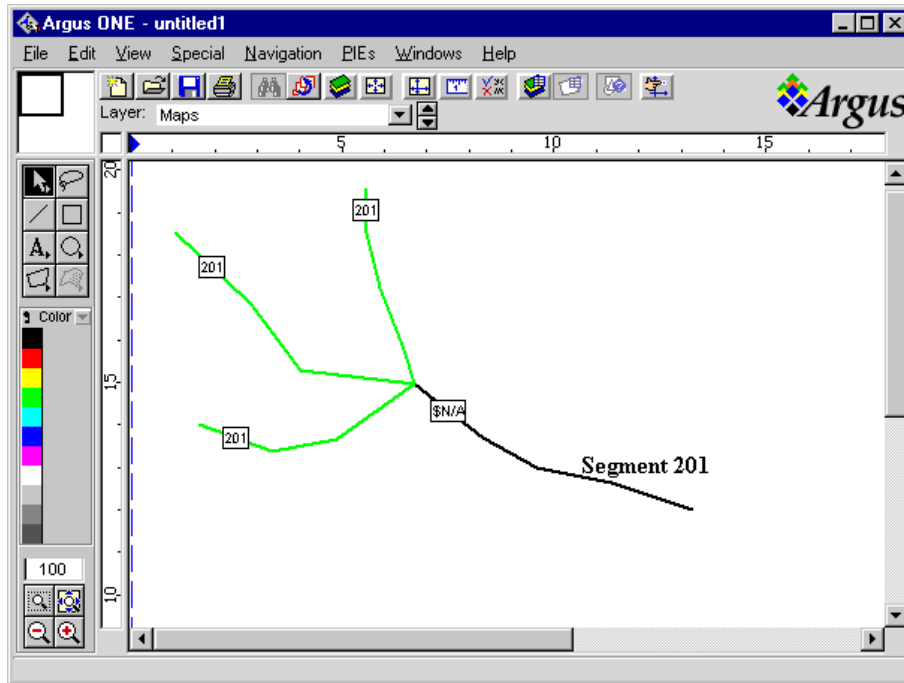 Argus ONE - untitled1
File Edit View Special Navigation PIEs Windows Help
Layer: Maps
Argus
5 10 15
20
15
10
A
Color
100
201
201
201
$N/A
Segment 201